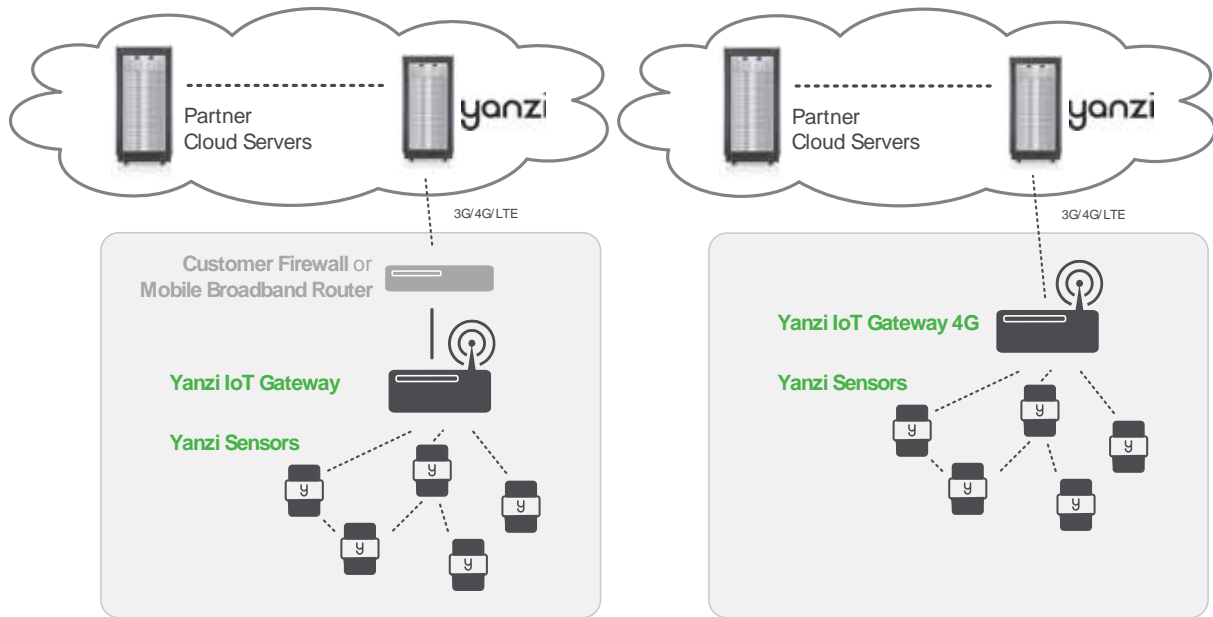 Partner
Cloud Servers
yanzi
3G/4G/LTE
Customer Firewall or
Mobile Broadband Router
Yanzi IoT Gateway
Yanzi Sensors
y
y
y
y
y
Partner
Cloud Servers
yanzi
3G/4G/LTE
Yanzi IoT Gateway 4G
Yanzi Sensors
y
y
y
y
y